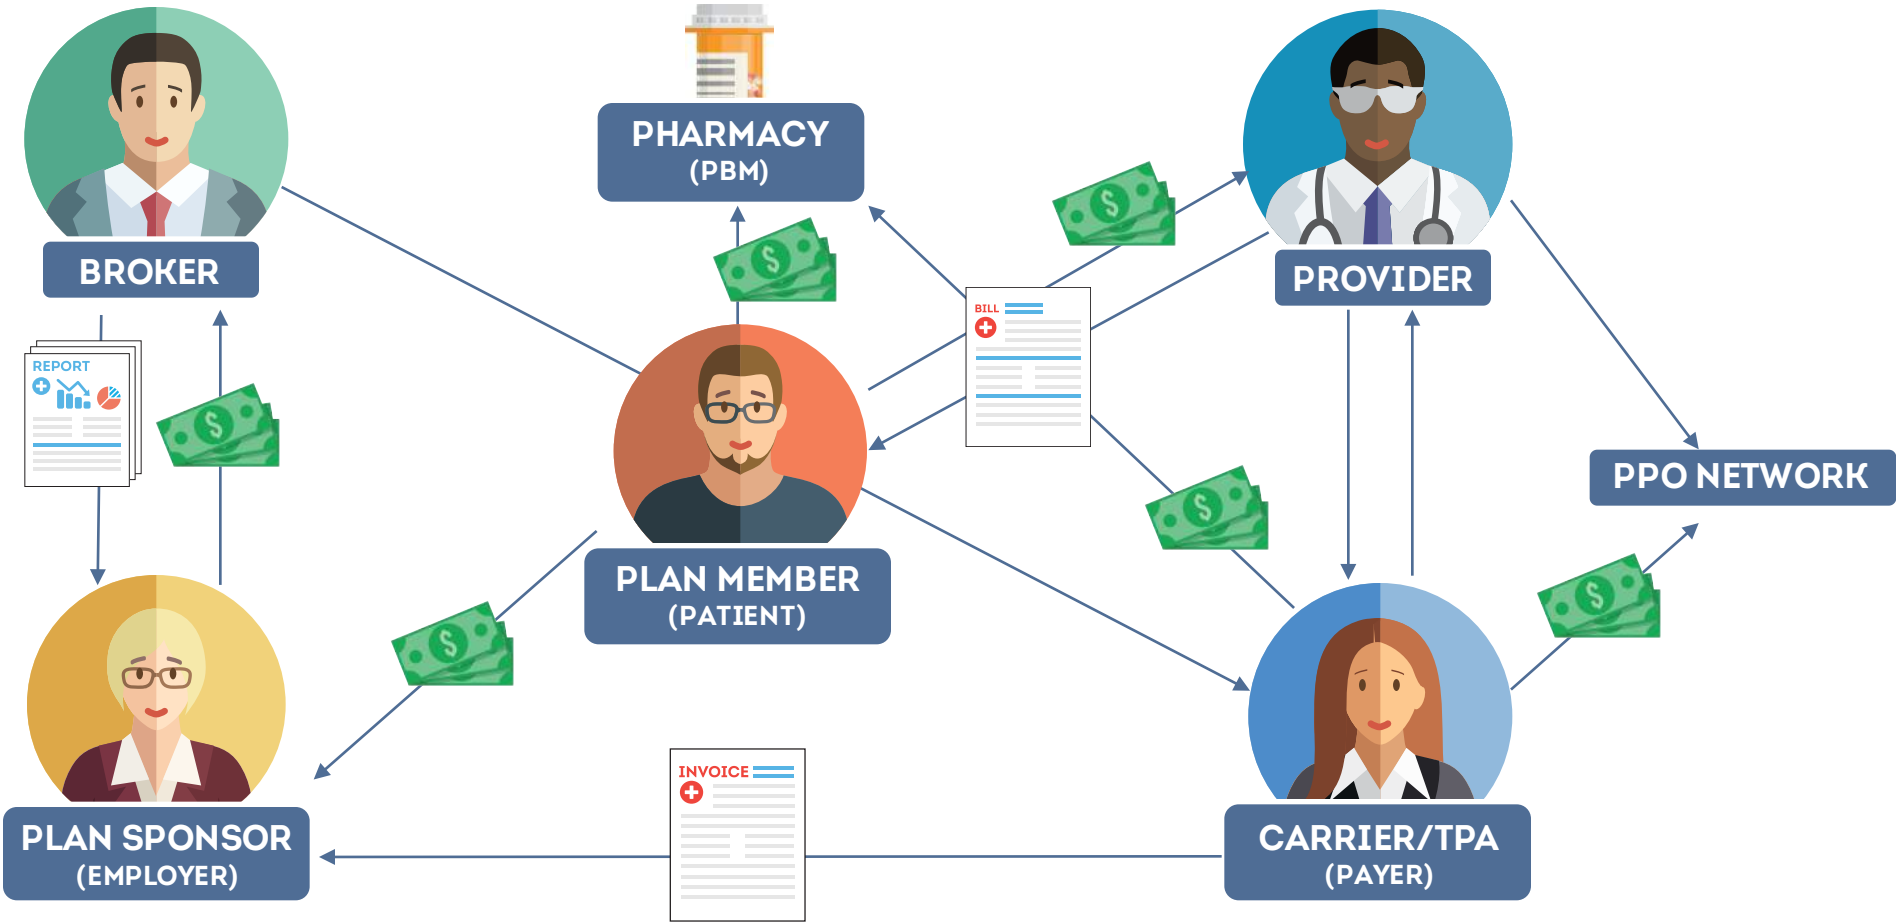 PHARMACY
(PBM)
BROKER
PROVIDER
BILL
REPORT
PPO NETWORK
PLAN MEMBER
(PATIENT)
INVOICE
PLAN SPONSOR
(EMPLOYER)
CARRIER/TPA
(PAYER)
$
$
$
$
$
$